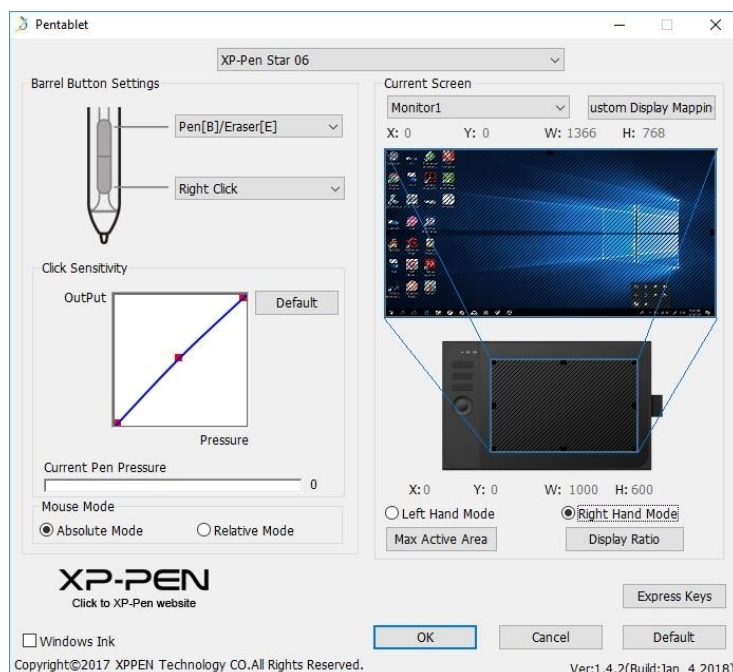 Pentablet
XP-Pen Star 06
Barrel Button Settings
Pen[B]/Eraser[E]
Right Click
Click Sensitivity
OutPut
Default
Pressure
Current Pen Pressure
0
Mouse Mode
Absolute Mode
Relative Mode
Current Screen
Monitor1
ustom Display Mappin
X: 0 Y: 0 W: 1366 H: 768
X:0 Y: 0 W: 1000 H:600
Left Hand Mode
Right Hand Mode
Max Active Area
Display Ratio
XP-PEN
Click to XP-Pen website
Express Keys
Windows Ink
OK
Cancel
Default
Copyright©2017 XPPEN Technology CO.All Rights Reserved.
Ver:1.4.2(Build:Jan 4 2018)